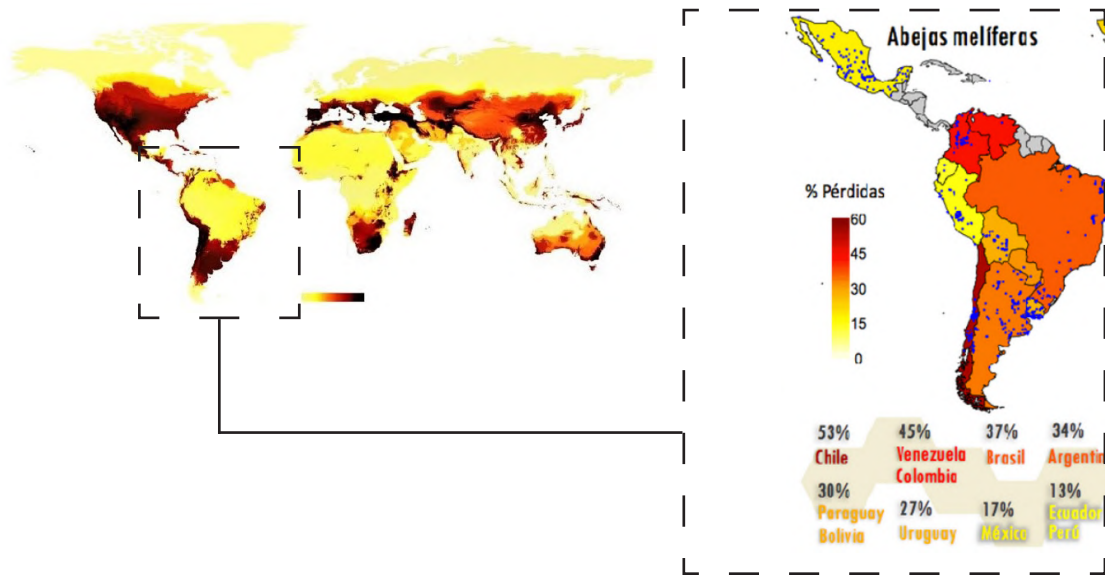 Abejas melíferas
% Pérdidas
60
45
30
15
0
53%
Chile
45%
Venezuela
Colombia
37%
Brasil
34%
Argentin
30%
Paraguay
Bolivia
27%
Uruguay
17%
México
13%
Ecuador
Perú